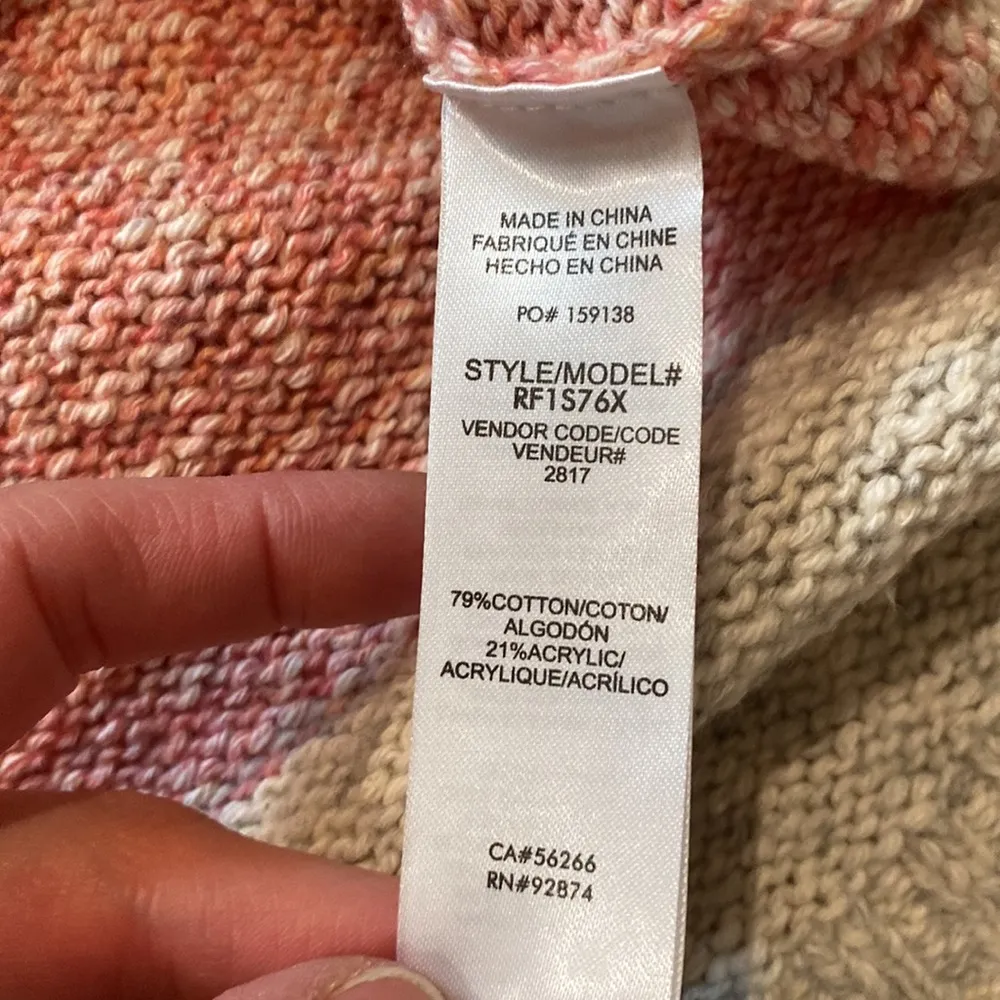 MADE IN CHINA
FABRIQUÉ EN CHINE
HECHO EN CHINA
PO# 159138
STYLE/MODEL#
RF1S76X
VENDOR CODE/CODE
VENDEUR#
2817
79%COTTON/COTON/
ALGODÓN
21%ACRYLIC/
ACRYLIQUE/ACRÍLICO
CA#56266
RN#92874